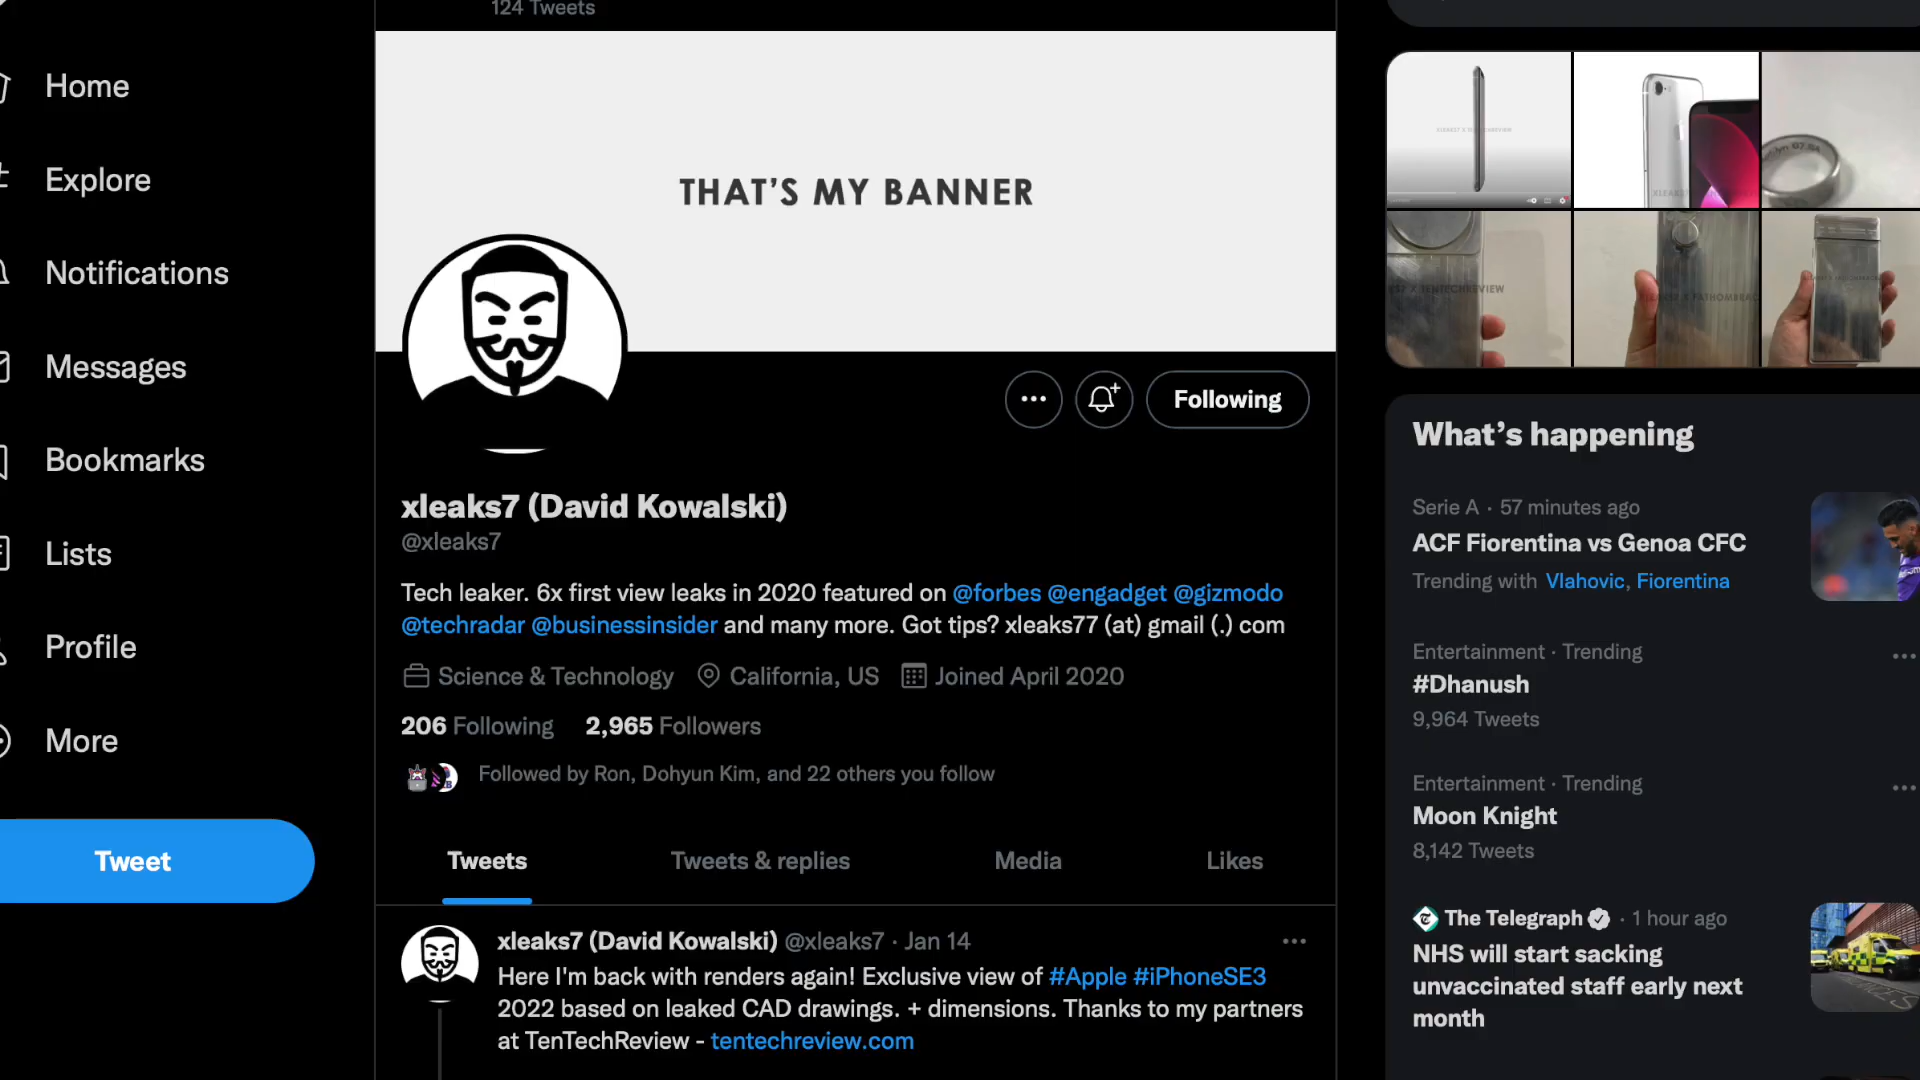 124 Tweets
Home
Explore
Notifications
Messages
Bookmarks
Lists
Profile
More
Tweet
THAT'S MY BANNER
Following
xleaks7 (David Kowalski)
@xleaks7
Tech leaker. 6x first view leaks in 2020 featured on @forbes @engadget @gizmodo
@techradar @businessinsider and many more. Got tips? xleaks77 (at) gmail (.) com
Science & Technology California, US Joined April 2020
206 Following 2,965 Followers
Followed by Ron, Dohyun Kim, and 22 others you follow
Tweets Tweets & replies Media Likes
xleaks7 (David Kowalski) @xleaks7 · Jan 14
Here I'm back with renders again! Exclusive view of #Apple #iPhoneSE3
2022 based on leaked CAD drawings. + dimensions. Thanks to my partners
at TenTechReview - tentechreview.com
What's happening
Serie A · 57 minutes ago
ACF Fiorentina vs Genoa CFC
Trending with Vlahovic, Fiorentina
Entertainment · Trending
#Dhanush
9,964 Tweets
Entertainment · Trending
Moon Knight
8,142 Tweets
The Telegraph · 1 hour ago
NHS will start sacking
unvaccinated staff early next
month